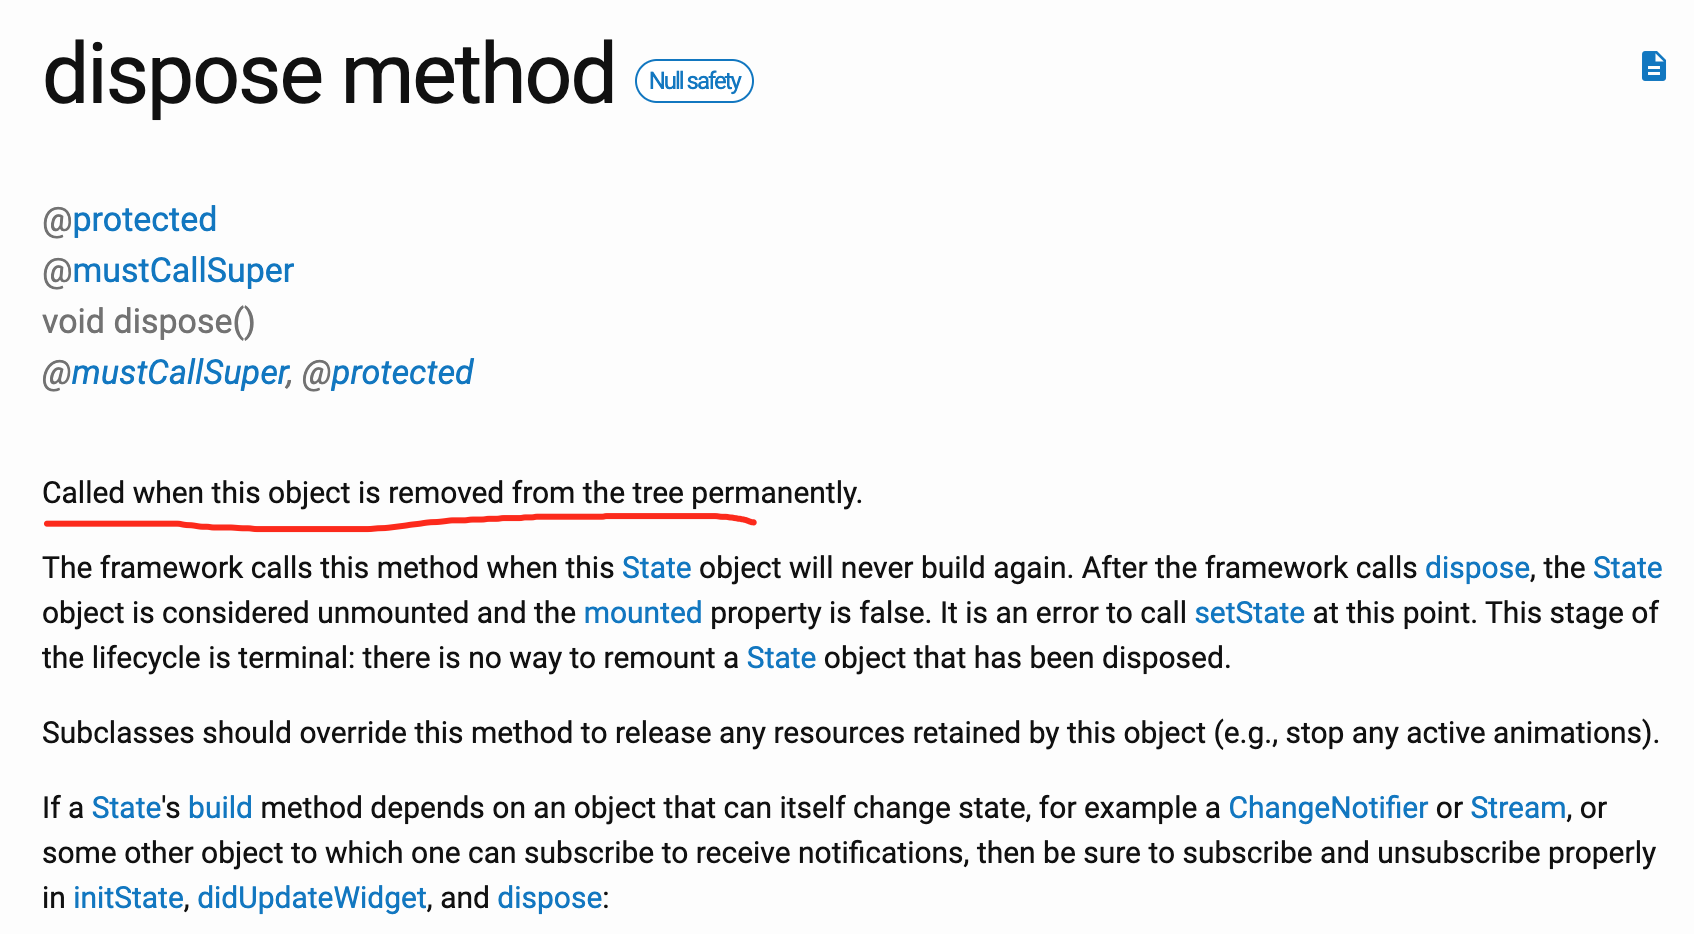 dispose method Null safety
@protected
@mustCallSuper
void dispose()
@mustCallSuper, @protected
Called when this object is removed from the tree permanently.
The framework calls this method when this State object will never build again. After the framework calls dispose, the State
object is considered unmounted and the mounted property is false. It is an error to call setState at this point. This stage of
the lifecycle is terminal: there is no way to remount a State object that has been disposed.
Subclasses should override this method to release any resources retained by this object (e.g., stop any active animations).
If a State's build method depends on an object that can itself change state, for example a ChangeNotifier or Stream, or
some other object to which one can subscribe to receive notifications, then be sure to subscribe and unsubscribe properly
in initState, didUpdateWidget, and dispose: